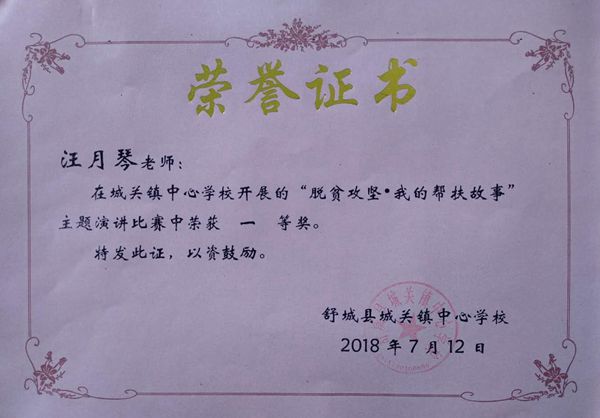 荣誉证书
汪月琴老师：
在城关镇中心学校开展的“脱贫攻坚•我的帮扶故事”
主题演讲比赛中荣获 一 等奖。
特发此证，以资鼓励。
舒城县城关镇中心学校
2018年7月12日